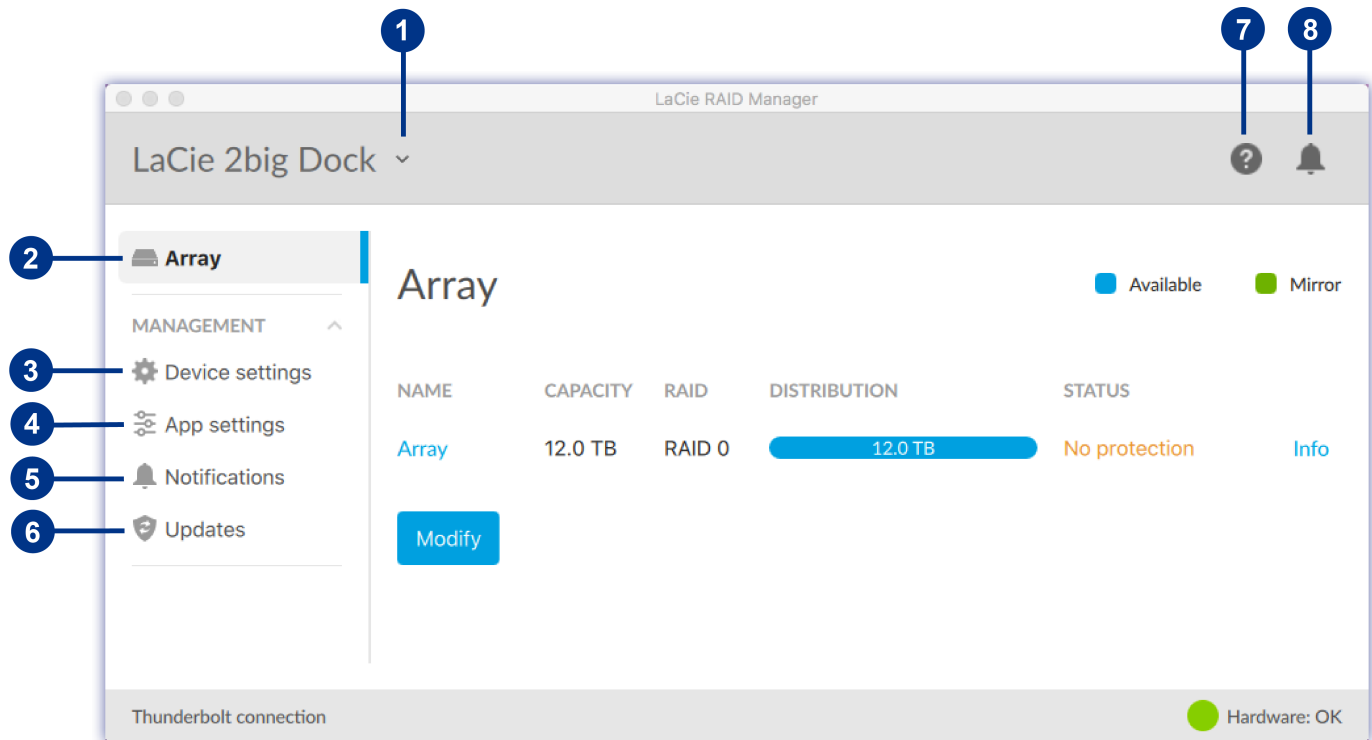 1 7 8
LaCie RAID Manager
LaCie 2big Dock
?
2 Array
Array
Available Mirror
MANAGEMENT
3 Device settings
NAME CAPACITY RAID DISTRIBUTION STATUS
4 App settings
Array 12.0 TB RAID 0 12.0 TB No protection Info
5 Notifications
6 Updates
Modify
Thunderbolt connection Hardware: OK